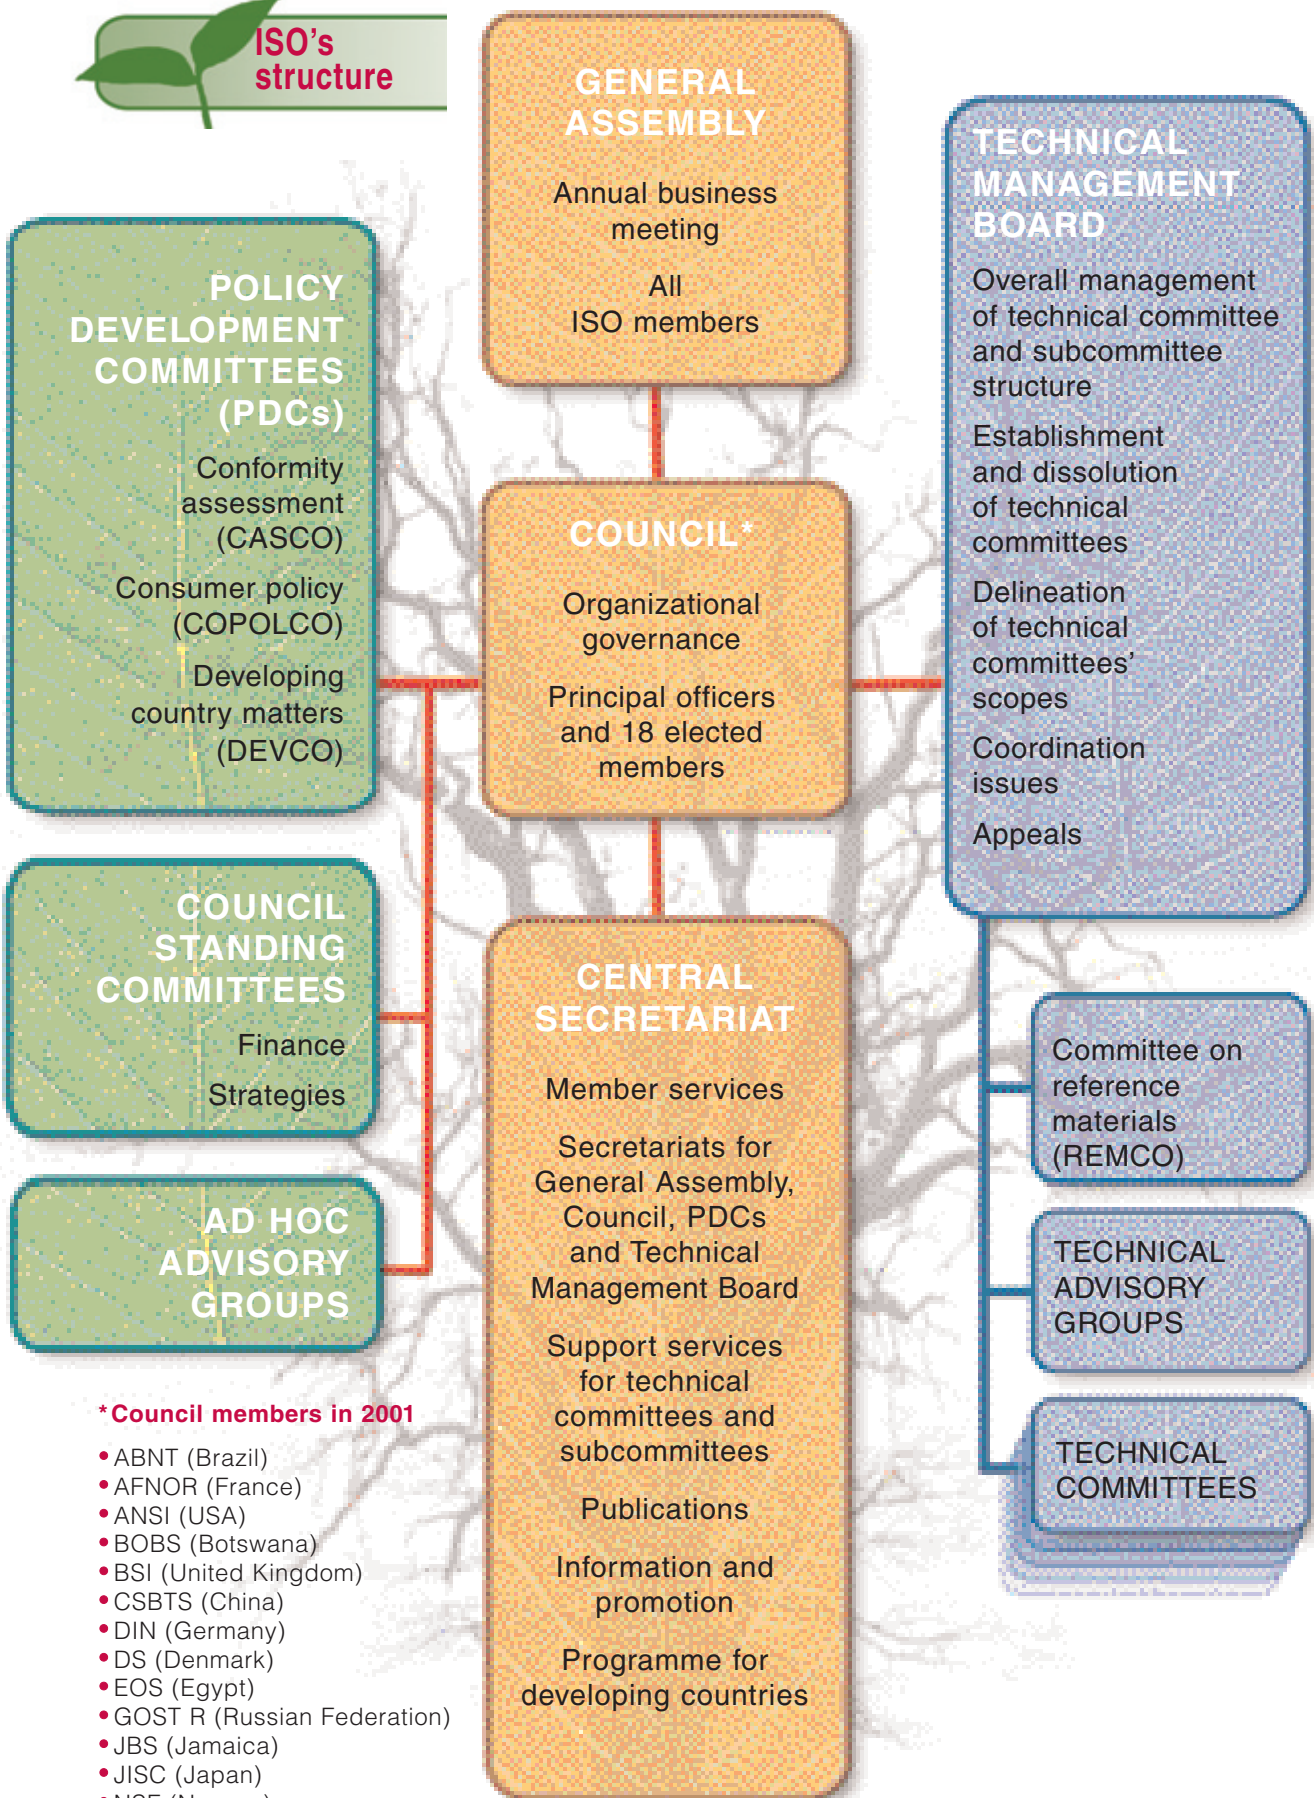 ISO's
structure
GENERAL
ASSEMBLY
Annual business
meeting
All
ISO members
POLICY
DEVELOPMENT
COMMITTEES
(PDCs)
Conformity
assessment
(CASCO)
Consumer policy
(COPOLCO)
Developing
country matters
(DEVCO)
COUNCIL*
Organizational
governance
Principal officers
and 18 elected
members
TECHNICAL
MANAGEMENT
BOARD
Overall management
of technical committee
and subcommittee
structure
Establishment
and dissolution
of technical
committees
Delineation
of technical
committees'
scopes
Coordination
issues
Appeals
COUNCIL
STANDING
COMMITTEES
Finance
Strategies
AD HOC
ADVISORY
GROUPS
CENTRAL
SECRETARIAT
Member services
Secretariats for
General Assembly,
Council, PDCs
and Technical
Management Board
Support services
for technical
committees and
subcommittees
Publications
Information and
promotion
Programme for
developing countries
Committee on
reference
materials
(REMCO)
TECHNICAL
ADVISORY
GROUPS
TECHNICAL
COMMITTEES
*Council members in 2001
• ABNT (Brazil)
• AFNOR (France)
• ANSI (USA)
• BOBS (Botswana)
• BSI (United Kingdom)
• CSBTS (China)
• DIN (Germany)
• DS (Denmark)
• EOS (Egypt)
• GOST R (Russian Federation)
• JBS (Jamaica)
• JISC (Japan)